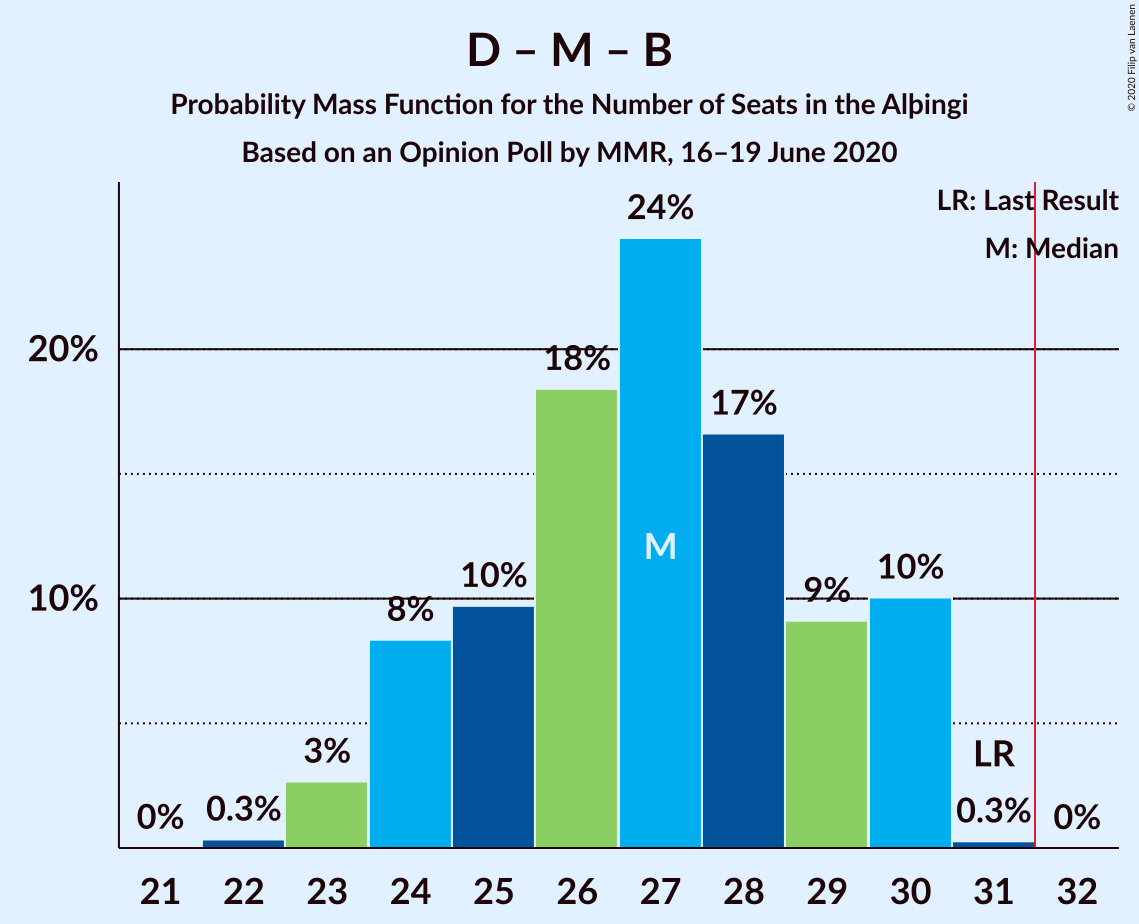 D – M – B
Probability Mass Function for the Number of Seats in the Alþingi
Based on an Opinion Poll by MMR, 16–19 June 2020
© 2020 Filip van Laenen
LR: Last Result
M: Median
24%
20%
18%
17%
M
10%
10%
10%
9%
8%
3%
LR
0%
0.3%
0.3%
0%
21 22 23 24 25 26 27 28 29 30 31 32